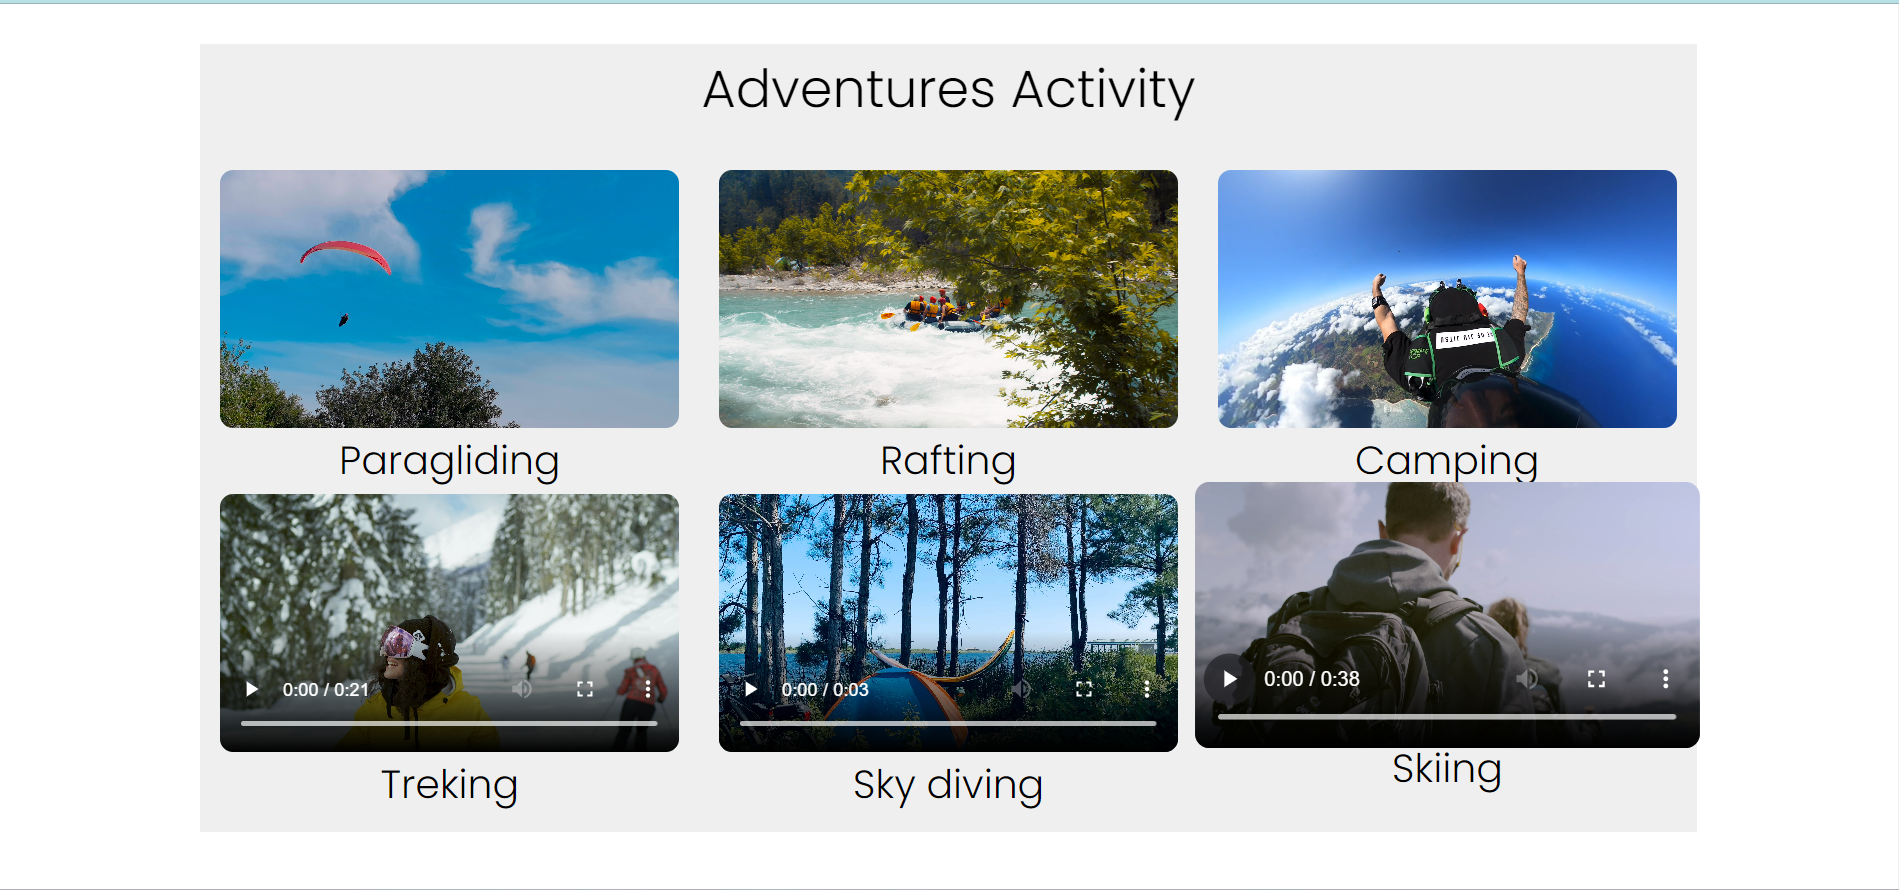 Adventures Activity
Paragliding
Rafting
Camping
0:00 / 0:21
0:00 / 0:03
0:00 / 0:38
Treking
Sky diving
Skiing